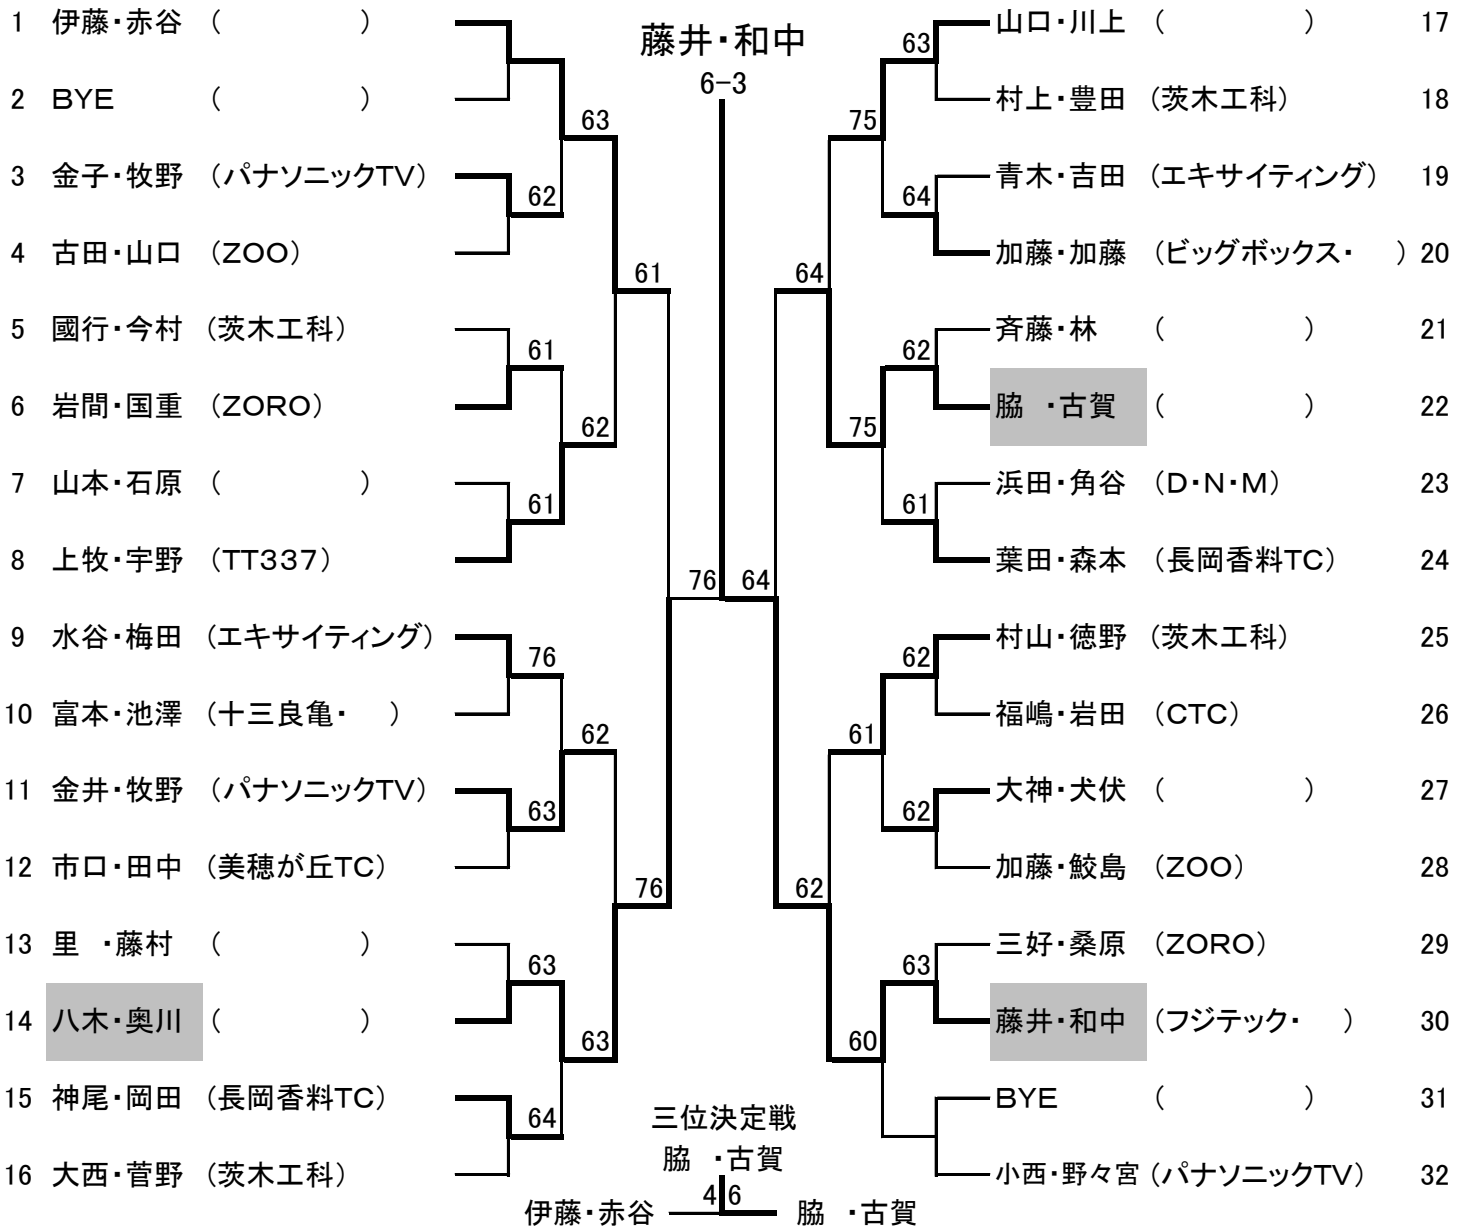 藤井・和中
6-3
1 伊藤・赤谷 （　　　　　）
2 BYE （　　　　　）
3 金子・牧野 （パナソニックTV）
4 古田・山口 （ZOO）
5 國行・今村 （茨木工科）
6 岩間・国重 （ZORO）
7 山本・石原 （　　　　　）
8 上牧・宇野 （TT337）
9 水谷・梅田 （エキサイティング）
10 富本・池澤 （十三良亀・　）
11 金井・牧野 （パナソニックTV）
12 市口・田中 （美穂が丘TC）
13 里　・藤村 （　　　　　）
14 八木・奥川 （　　　　　）
15 神尾・岡田 （長岡香料TC）
16 大西・菅野 （茨木工科）
62
61
61
76
63
63
64
63
62
62
63
61
76
76
64
64
62
75
75
61
60
63
64
62
61
62
62
63
山口・川上 （　　　　　） 17
村上・豊田 （茨木工科） 18
青木・吉田 （エキサイティング） 19
加藤・加藤 （ビッグボックス・　） 20
斉藤・林 （　　　　　） 21
脇　・古賀 （　　　　　） 22
浜田・角谷 （D・N・M） 23
葉田・森本 （長岡香料TC） 24
村山・徳野 （茨木工科） 25
福嶋・岩田 （CTC） 26
大神・犬伏 （　　　　　） 27
加藤・鮫島 （ZOO） 28
三好・桑原 （ZORO） 29
藤井・和中 （フジテック・　） 30
BYE （　　　　　） 31
小西・野々宮 （パナソニックTV） 32
三位決定戦
脇　・古賀
4 6
伊藤・赤谷 脇　・古賀